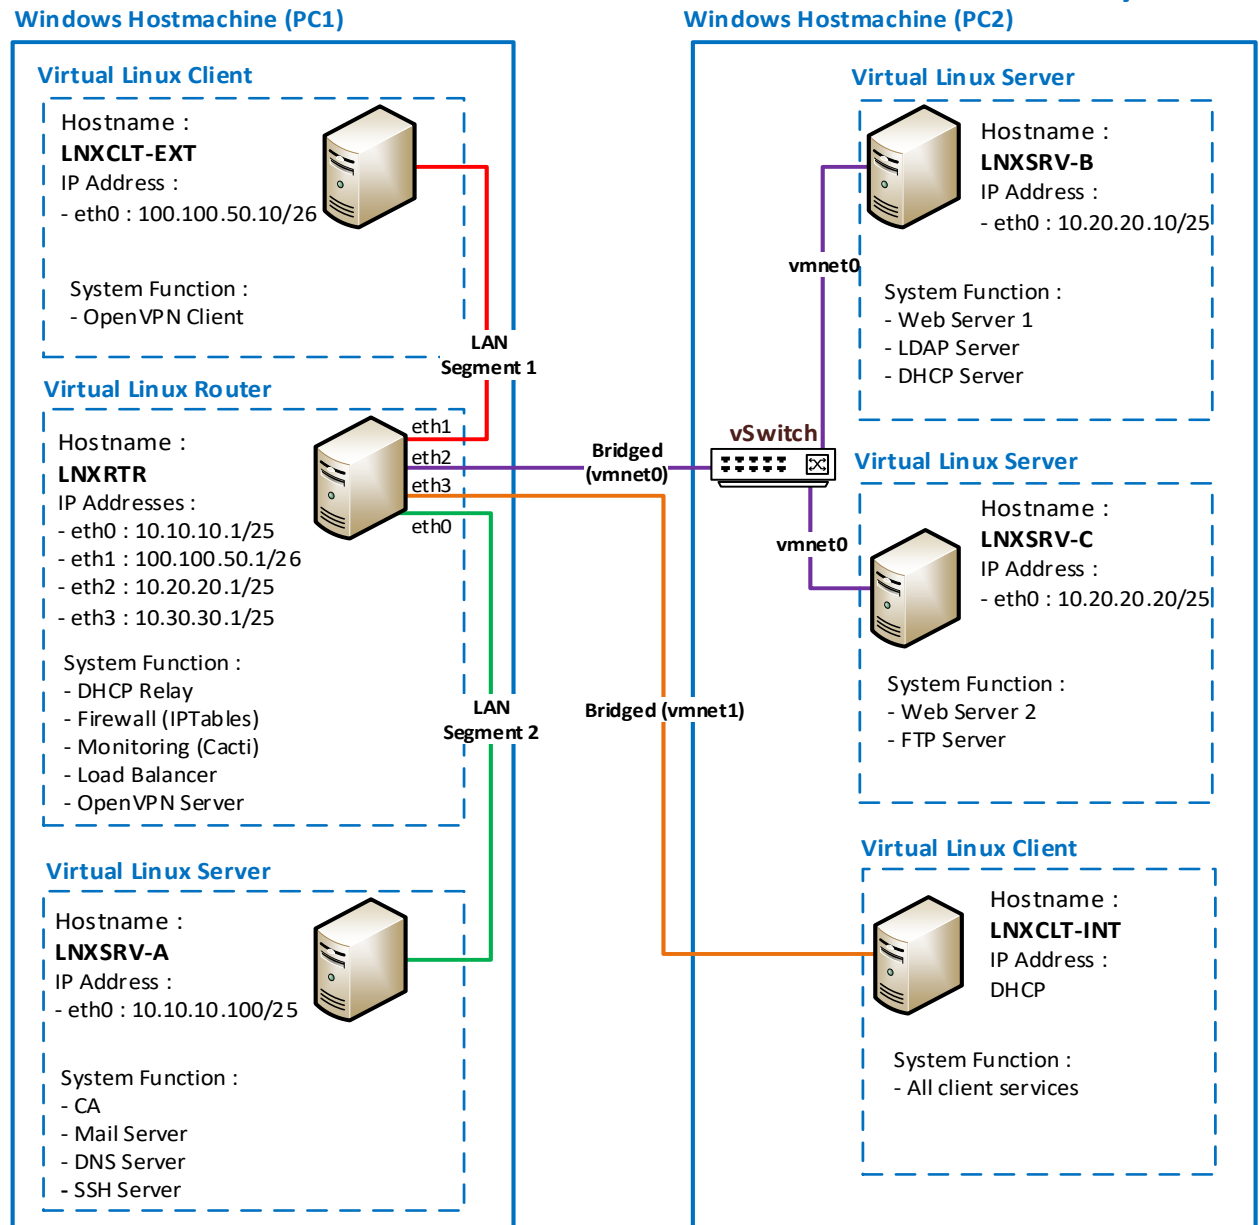 Windows Hostmachine (PC1)
Virtual Linux Client
Hostname :
LNXCLT-EXT
IP Address :
- eth0 : 100.100.50.10/26
System Function :
- OpenVPN Client
LAN
Segment 1
Virtual Linux Router
Hostname :
LNXRTR
IP Addresses :
- eth0 : 10.10.10.1/25
- eth1 : 100.100.50.1/26
- eth2 : 10.20.20.1/25
- eth3 : 10.30.30.1/25
System Function :
- DHCP Relay
- Firewall (IPTables)
- Monitoring (Cacti)
- Load Balancer
- OpenVPN Server
eth1
eth2
eth3
eth0
LAN
Segment 2
Virtual Linux Server
Hostname :
LNXSRV-A
IP Address :
- eth0 : 10.10.10.100/25
System Function :
- CA
- Mail Server
- DNS Server
- SSH Server
Bridged
(vmnet0)
Bridged (vmnet1)
Windows Hostmachine (PC2)
Virtual Linux Server
Hostname :
LNXSRV-B
IP Address :
- eth0 : 10.20.20.10/25
System Function :
- Web Server 1
- LDAP Server
- DHCP Server
vmnet0
vSwitch
vmnet0
Virtual Linux Server
Hostname :
LNXSRV-C
IP Address :
- eth0 : 10.20.20.20/25
System Function :
- Web Server 2
- FTP Server
Virtual Linux Client
Hostname :
LNXCLT-INT
IP Address :
DHCP
System Function :
- All client services